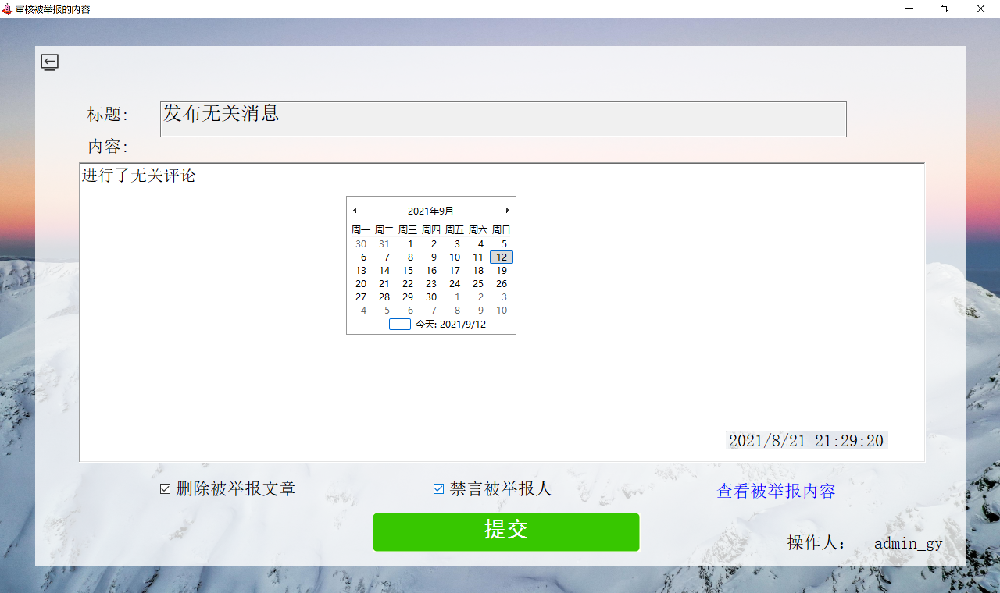 审核被举报的内容
标题:
发布无关消息
内容:
进行了无关评论
2021年9月
周一 周二 周三 周四 周五 周六 周日
30 31 1 2 3 4 5
6 7 8 9 10 11 12
13 14 15 16 17 18 19
20 21 22 23 24 25 26
27 28 29 30 1 2 3
4 5 6 7 8 9 10
今天: 2021/9/12
2021/8/21 21:29:20
删除被举报文章 禁言被举报人 查看被举报内容
提交
操作人： admin_gy